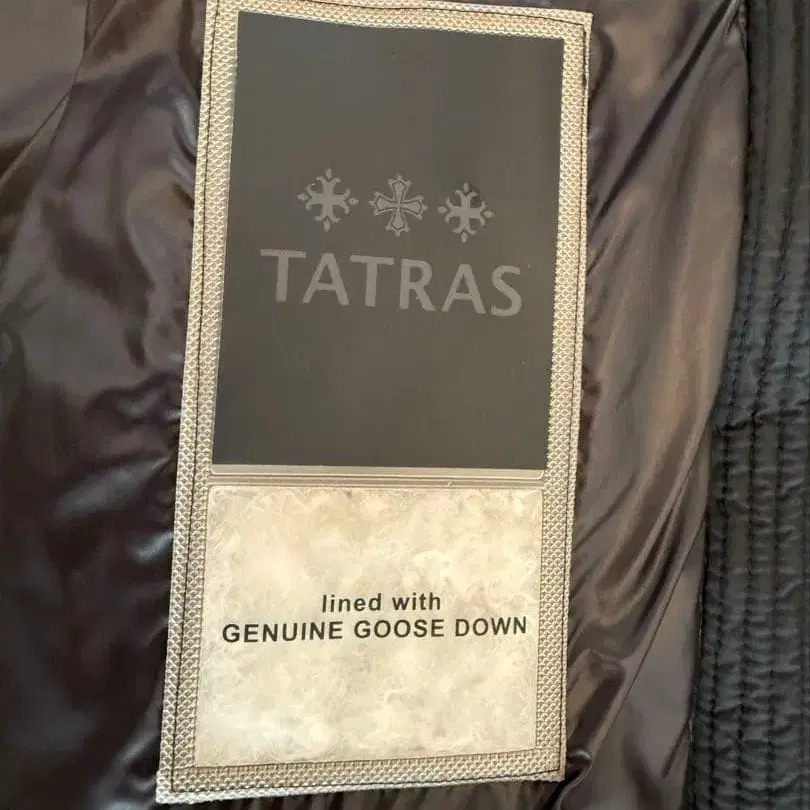 TATRAS
lined with
GENUINE GOOSE DOWN